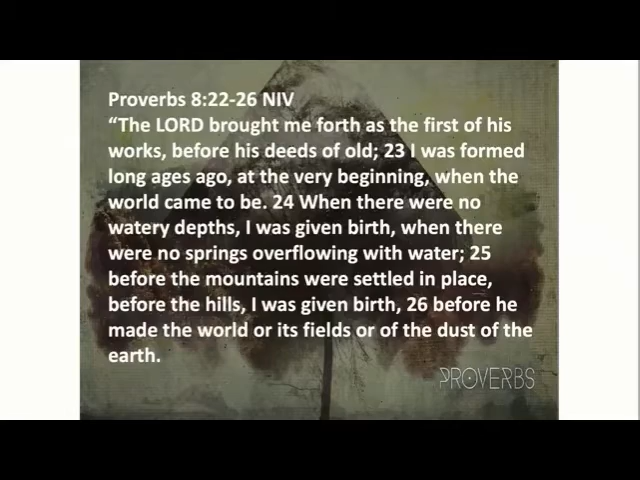 Proverbs 8:22-26 NIV
“The LORD brought me forth as the first of his
works, before his deeds of old; 23 I was formed
long ages ago, at the very beginning, when the
world came to be. 24 When there were no
watery depths, I was given birth, when there
were no springs overflowing with water; 25
before the mountains were settled in place,
before the hills, I was given birth, 26 before he
made the world or its fields or of the dust of the
earth.
PROVERBS